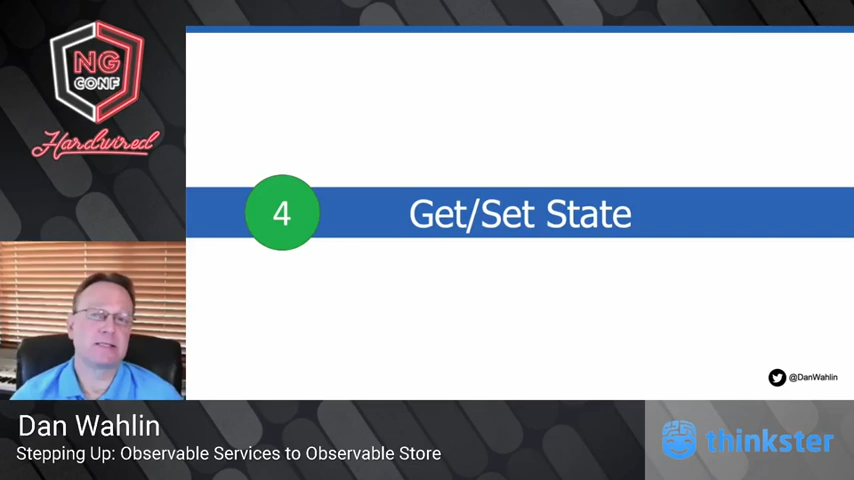 NG
CONF
Hardwired
4
Get/Set State
@DanWahlin
Dan Wahlin
Stepping Up: Observable Services to Observable Store
thinkster